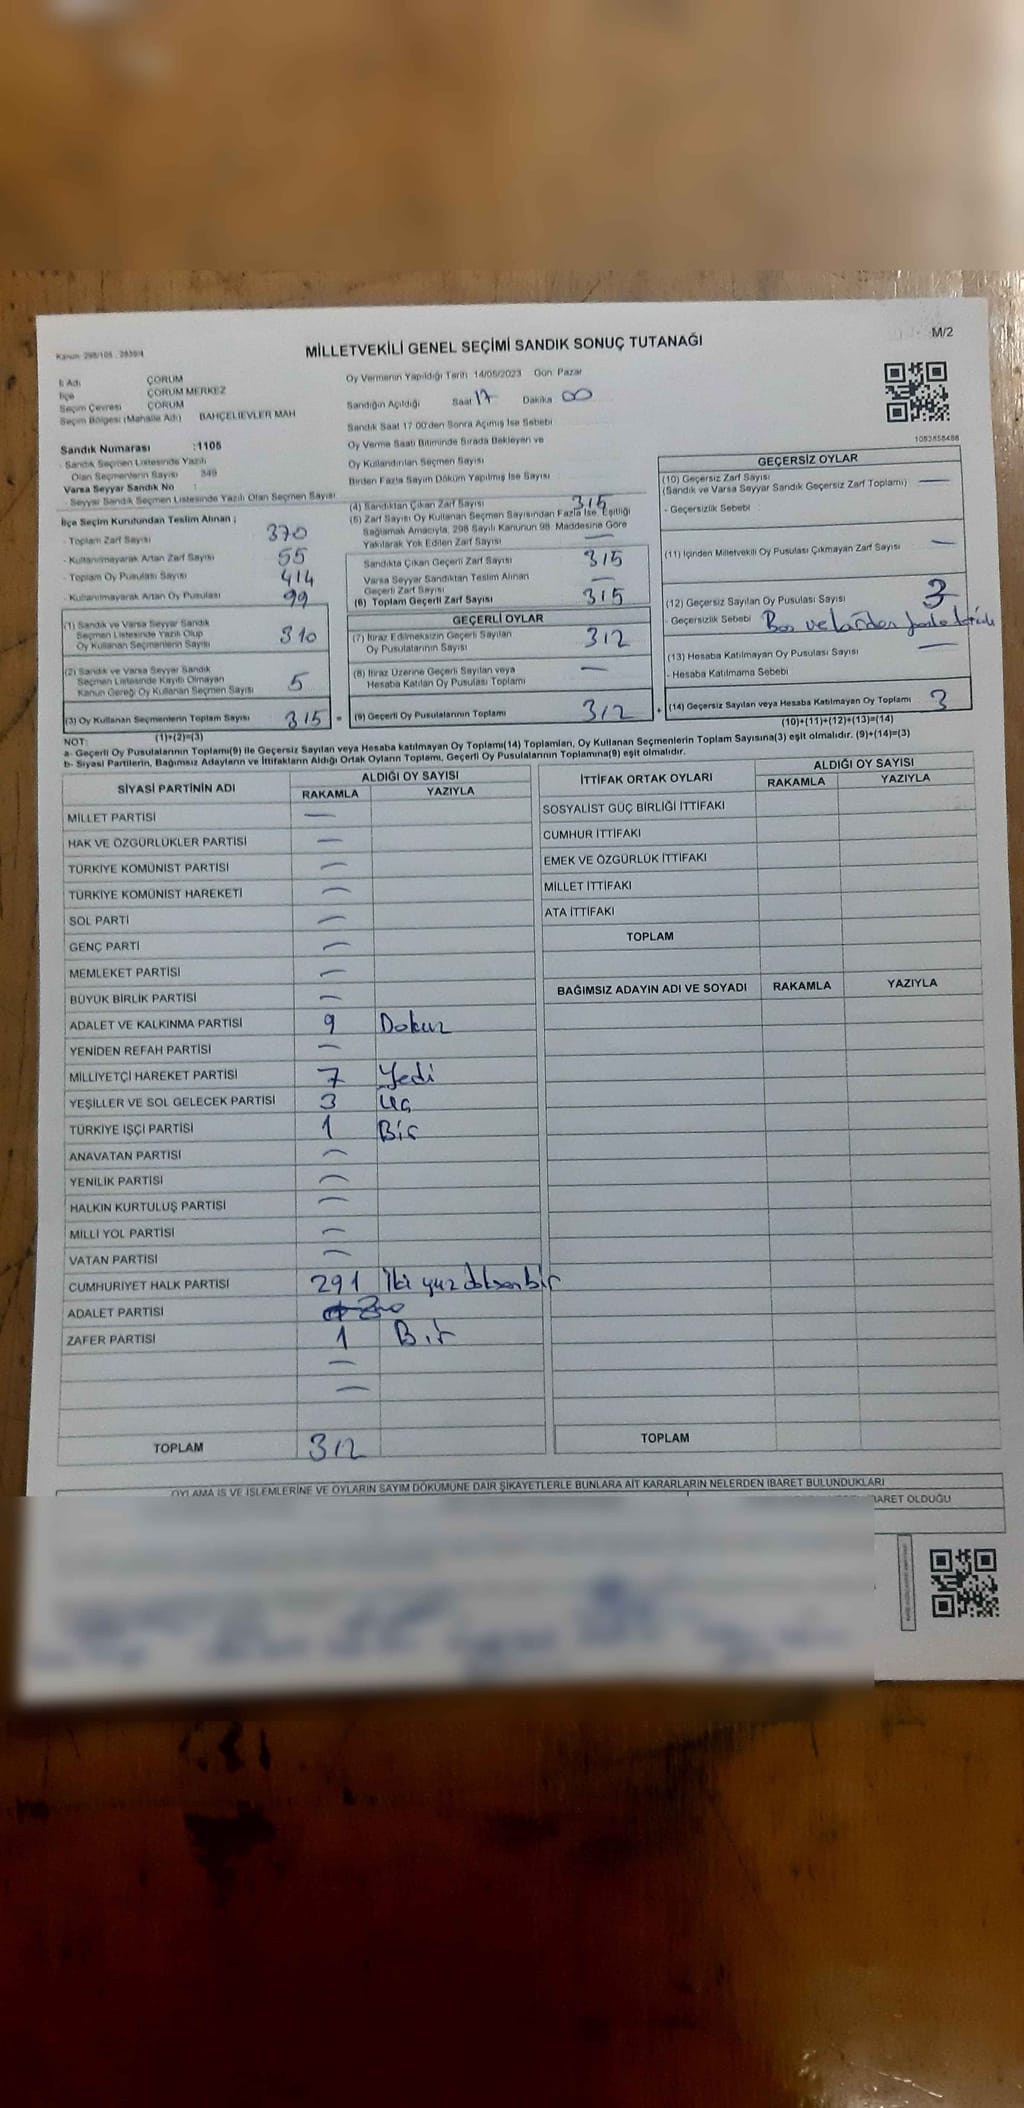 M/2
MİLLETVEKİLİ GENEL SEÇİMİ SANDIK SONUÇ TUTANAĞI
İl Adı ÇORUM
İlçe ÇORUM MERKEZ
Seçim Çevresi ÇORUM
Seçim Bölgesi (Mahalle Adı) BAHÇELİEVLER MAH
Sandık Numarası :1105
- Sandık Seçmen Listesinde Yazılı
Olan Seçmenlerin Sayısı 349
Varsa Seyyar Sandık No :
- Seyyar Sandık Seçmen Listesinde Yazılı Olan Seçmen Sayısı
Oy Vermenin Yapıldığı Tarih 14/05/2023 Gün Pazar
Sandığın Açıldığı Saat 17 Dakika 00
Sandık Saat 17 00'den Sonra Açımış İse Sebebi
Oy Verme Saati Bitiminde Sırada Bekleyen ve
Oy Kullandırılan Seçmen Sayısı
Birden Fazla Sayım Döküm Yapılmış İse Sayısı
1053858488
İlçe Seçim Kurulundan Teslim Alınan ;
- Toplam Zarf Sayısı 370
- Kullanılmayarak Artan Zarf Sayısı 55
- Toplam Oy Pusulası Sayısı 414
- Kullanılmayarak Artan Oy Pusulası 99
(1) Sandık ve Varsa Seyyar Sandık
Seçmen Listesinde Yazılı Olup
Oy Kullanan Seçmenlerin Sayısı 310
(2) Sandık ve Varsa Seyyar Sandık
Seçmen Listesinde Kayıtlı Olmayan
Kanun Gereği Oy Kullanan Seçmen Sayısı 5
(3) Oy Kullanan Seçmenlerin Toplam Sayısı 315 =
(1)+(2)=(3)
(4) Sandıktan Çıkan Zarf Sayısı 315
(5) Zarf Sayısı Oy Kullanan Seçmen Sayısından Fazla İse, Eşitliği
Sağlamak Amacıyla, 298 Sayılı Kanunun 98. Maddesine Göre
Yakılarak Yok Edilen Zarf Sayısı —
Sandıkta Çıkan Geçerli Zarf Sayısı 315
Varsa Seyyar Sandıktan Teslim Alınan
Geçerli Zarf Sayısı —
(6) Toplam Geçerli Zarf Sayısı 315
GEÇERLİ OYLAR
(7) İtiraz Edilmeksizin Geçerli Sayılan
Oy Pusulalarının Sayısı 312
(8) İtiraz Üzerine Geçerli Sayılan veya
Hesaba Katılan Oy Pusulası Toplamı —
(9) Geçerli Oy Pusulalarının Toplamı 312 +
GEÇERSİZ OYLAR
(10) Geçersiz Zarf Sayısı
(Sandık ve Varsa Seyyar Sandık Geçersiz Zarf Toplamı) —
- Geçersizlik Sebebi :
(11) İçinden Milletvekili Oy Pusulası Çıkmayan Zarf Sayısı —
(12) Geçersiz Sayılan Oy Pusulası Sayısı 3
- Geçersizlik Sebebi Boş ve birden fazla
(13) Hesaba Katılmayan Oy Pusulası Sayısı —
- Hesaba Katılmama Sebebi
(14) Geçersiz Sayılan veya Hesaba Katılmayan Oy Toplamı 3
(10)+(11)+(12)+(13)=(14)
NOT:
a- Geçerli Oy Pusulalarının Toplamı(9) ile Geçersiz Sayılan veya Hesaba katılmayan Oy Toplamı(14) Toplamları, Oy Kullanan Seçmenlerin Toplam Sayısına(3) eşit olmalıdır. (9)+(14)=(3)
b- Siyasi Partilerin, Bağımsız Adayların ve İttifakların Aldığı Ortak Oyların Toplamı, Geçerli Oy Pusulalarının Toplamına(9) eşit olmalıdır.
SİYASİ PARTİNİN ADI ALDIĞI OY SAYISI
RAKAMLA YAZIYLA
MİLLET PARTİSİ —
HAK VE ÖZGÜRLÜKLER PARTİSİ —
TÜRKİYE KOMÜNİST PARTİSİ —
TÜRKİYE KOMÜNİST HAREKETİ —
SOL PARTİ —
GENÇ PARTİ —
MEMLEKET PARTİSİ —
BÜYÜK BİRLİK PARTİSİ —
ADALET VE KALKINMA PARTİSİ 9 Dokuz
YENİDEN REFAH PARTİSİ —
MİLLİYETÇİ HAREKET PARTİSİ 7 Yedi
YEŞİLLER VE SOL GELECEK PARTİSİ 3 Üç
TÜRKİYE İŞÇİ PARTİSİ 1 Bir
ANAVATAN PARTİSİ —
YENİLİK PARTİSİ —
HALKIN KURTULUŞ PARTİSİ —
MİLLİ YOL PARTİSİ —
VATAN PARTİSİ —
CUMHURİYET HALK PARTİSİ 291 İki yüz doksan bir
ADALET PARTİSİ
ZAFER PARTİSİ 1 Bir
—
—
TOPLAM 312
İTTİFAK ORTAK OYLARI ALDIĞI OY SAYISI
RAKAMLA YAZIYLA
SOSYALİST GÜÇ BİRLİĞİ İTTİFAKI
CUMHUR İTTİFAKI
EMEK VE ÖZGÜRLÜK İTTİFAKI
MİLLET İTTİFAKI
ATA İTTİFAKI
TOPLAM
BAĞIMSIZ ADAYIN ADI VE SOYADI RAKAMLA YAZIYLA
TOPLAM
OYLAMA İŞ VE İŞLEMLERİNE VE OYLARIN SAYIM DÖKÜMÜNE DAİR ŞİKAYETLERLE BUNLARA AİT KARARLARIN NELERDEN İBARET BULUNDUKLARI
İBARET OLDUĞU